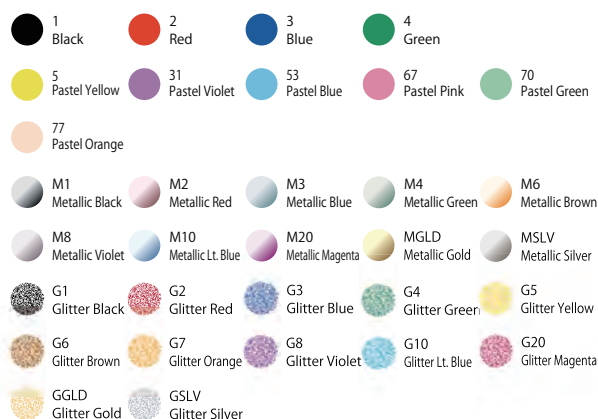 1
Black
2
Red
3
Blue
4
Green
5
Pastel Yellow
31
Pastel Violet
53
Pastel Blue
67
Pastel Pink
70
Pastel Green
77
Pastel Orange
M1
Metallic Black
M2
Metallic Red
M3
Metallic Blue
M4
Metallic Green
M6
Metallic Brown
M8
Metallic Violet
M10
Metallic Lt. Blue
M20
Metallic Magenta
MGLD
Metallic Gold
MSLV
Metallic Silver
G1
Glitter Black
G2
Glitter Red
G3
Glitter Blue
G4
Glitter Green
G5
Glitter Yellow
G6
Glitter Brown
G7
Glitter Orange
G8
Glitter Violet
G10
Glitter Lt. Blue
G20
Glitter Magenta
GGLD
Glitter Gold
GSLV
Glitter Silver